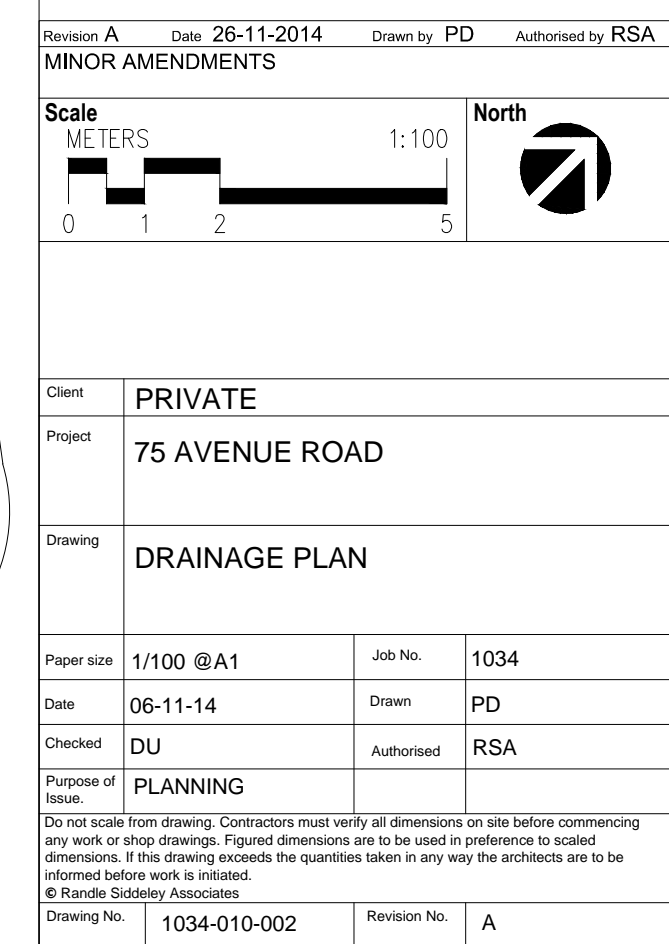 Revision A Date 26-11-2014 Drawn by PD Authorised by RSA
MINOR AMENDMENTS
Scale
METERS 1:100
0 1 2 5
North
Client PRIVATE
Project 75 AVENUE ROAD
Drawing DRAINAGE PLAN
Paper size 1/100 @A1 Job No. 1034
Date 06-11-14 Drawn PD
Checked DU Authorised RSA
Purpose of Issue. PLANNING
Do not scale from drawing. Contractors must verify all dimensions on site before commencing
any work or shop drawings. Figured dimensions are to be used in preference to scaled
dimensions. If this drawing exceeds the quantities taken in any way the architects are to be
informed before work is initiated.
© Randle Siddeley Associates
Drawing No. 1034-010-002 Revision No. A